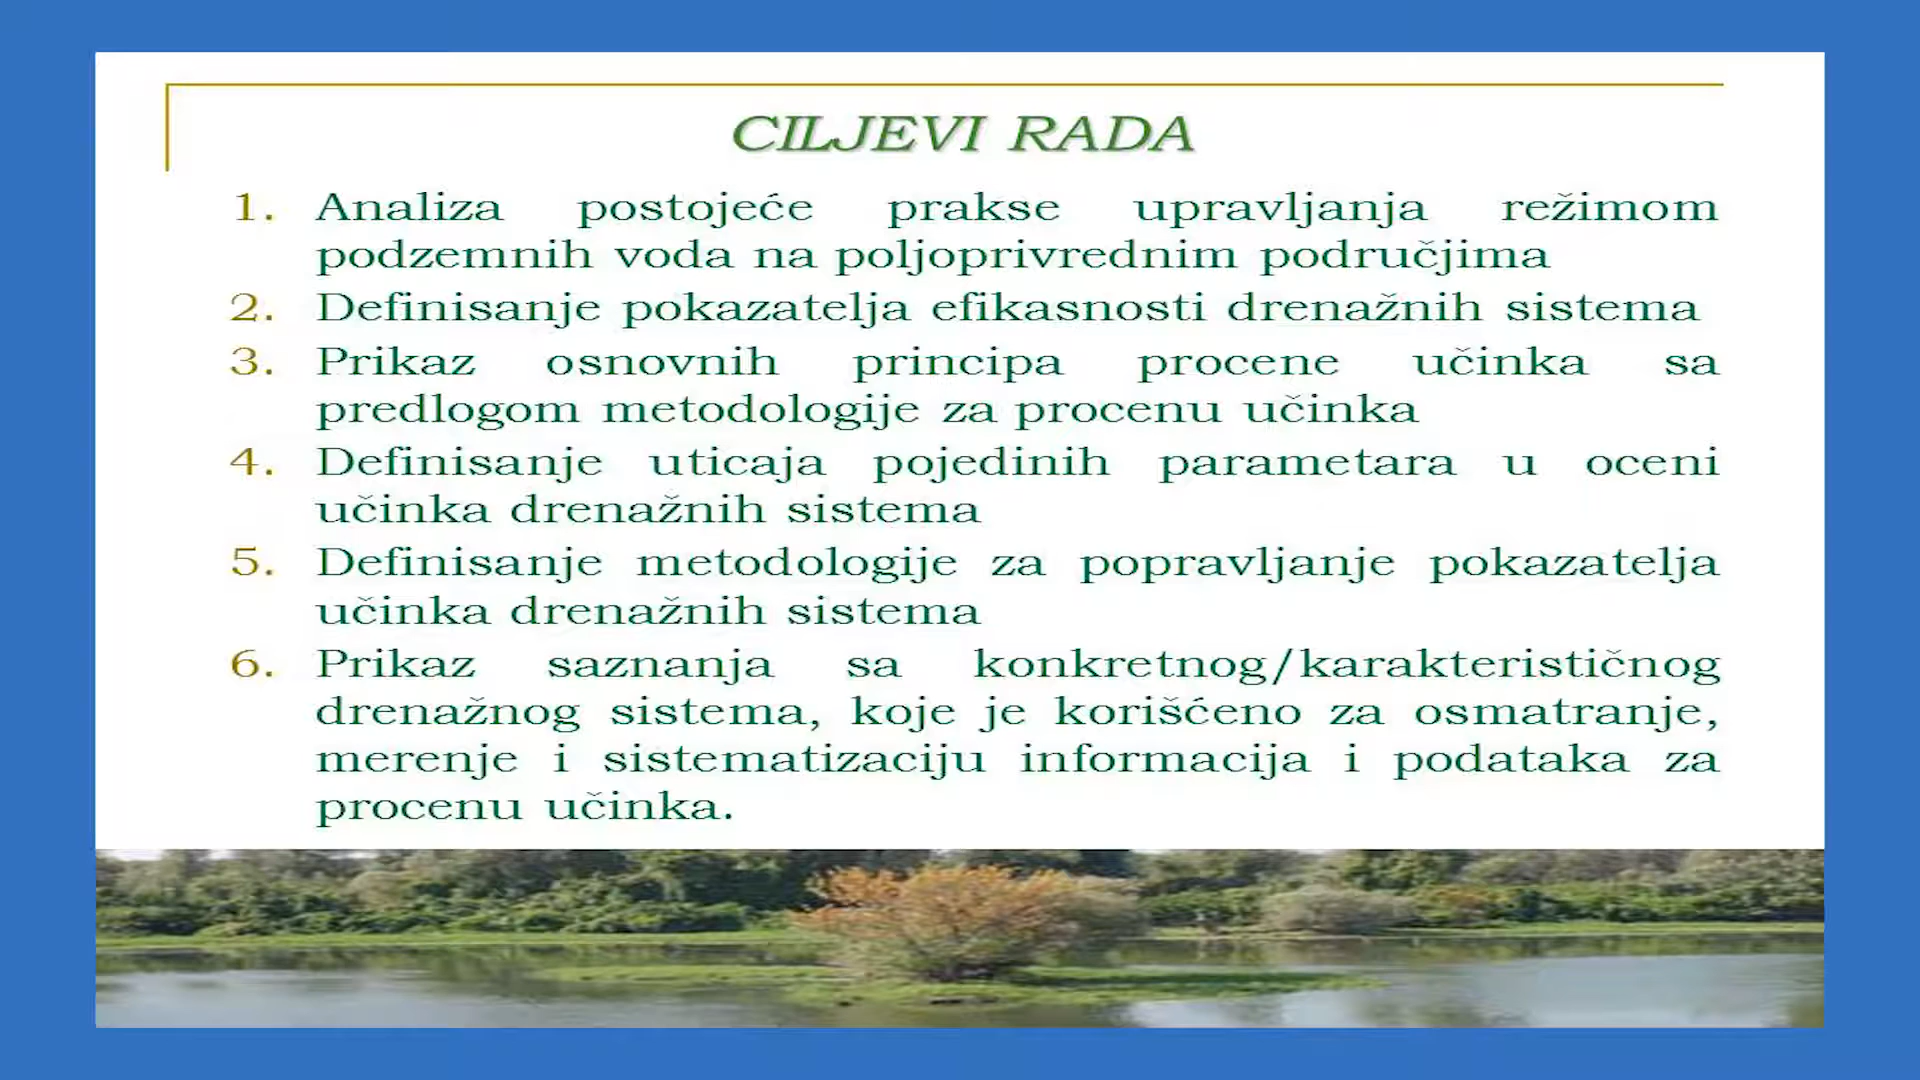 CILJEVI RADA
1. Analiza postojeće prakse upravljanja režimom
podzemnih voda na poljoprivrednim područjima
2. Definisanje pokazatelja efikasnosti drenažnih sistema
3. Prikaz osnovnih principa procene učinka sa
predlogom metodologije za procenu učinka
4. Definisanje uticaja pojedinih parametara u oceni
učinka drenažnih sistema
5. Definisanje metodologije za popravljanje pokazatelja
učinka drenažnih sistema
6. Prikaz saznanja sa konkretnog/karakterističnog
drenažnog sistema, koje je korišćeno za osmatranje,
merenje i sistematizaciju informacija i podataka za
procenu učinka.